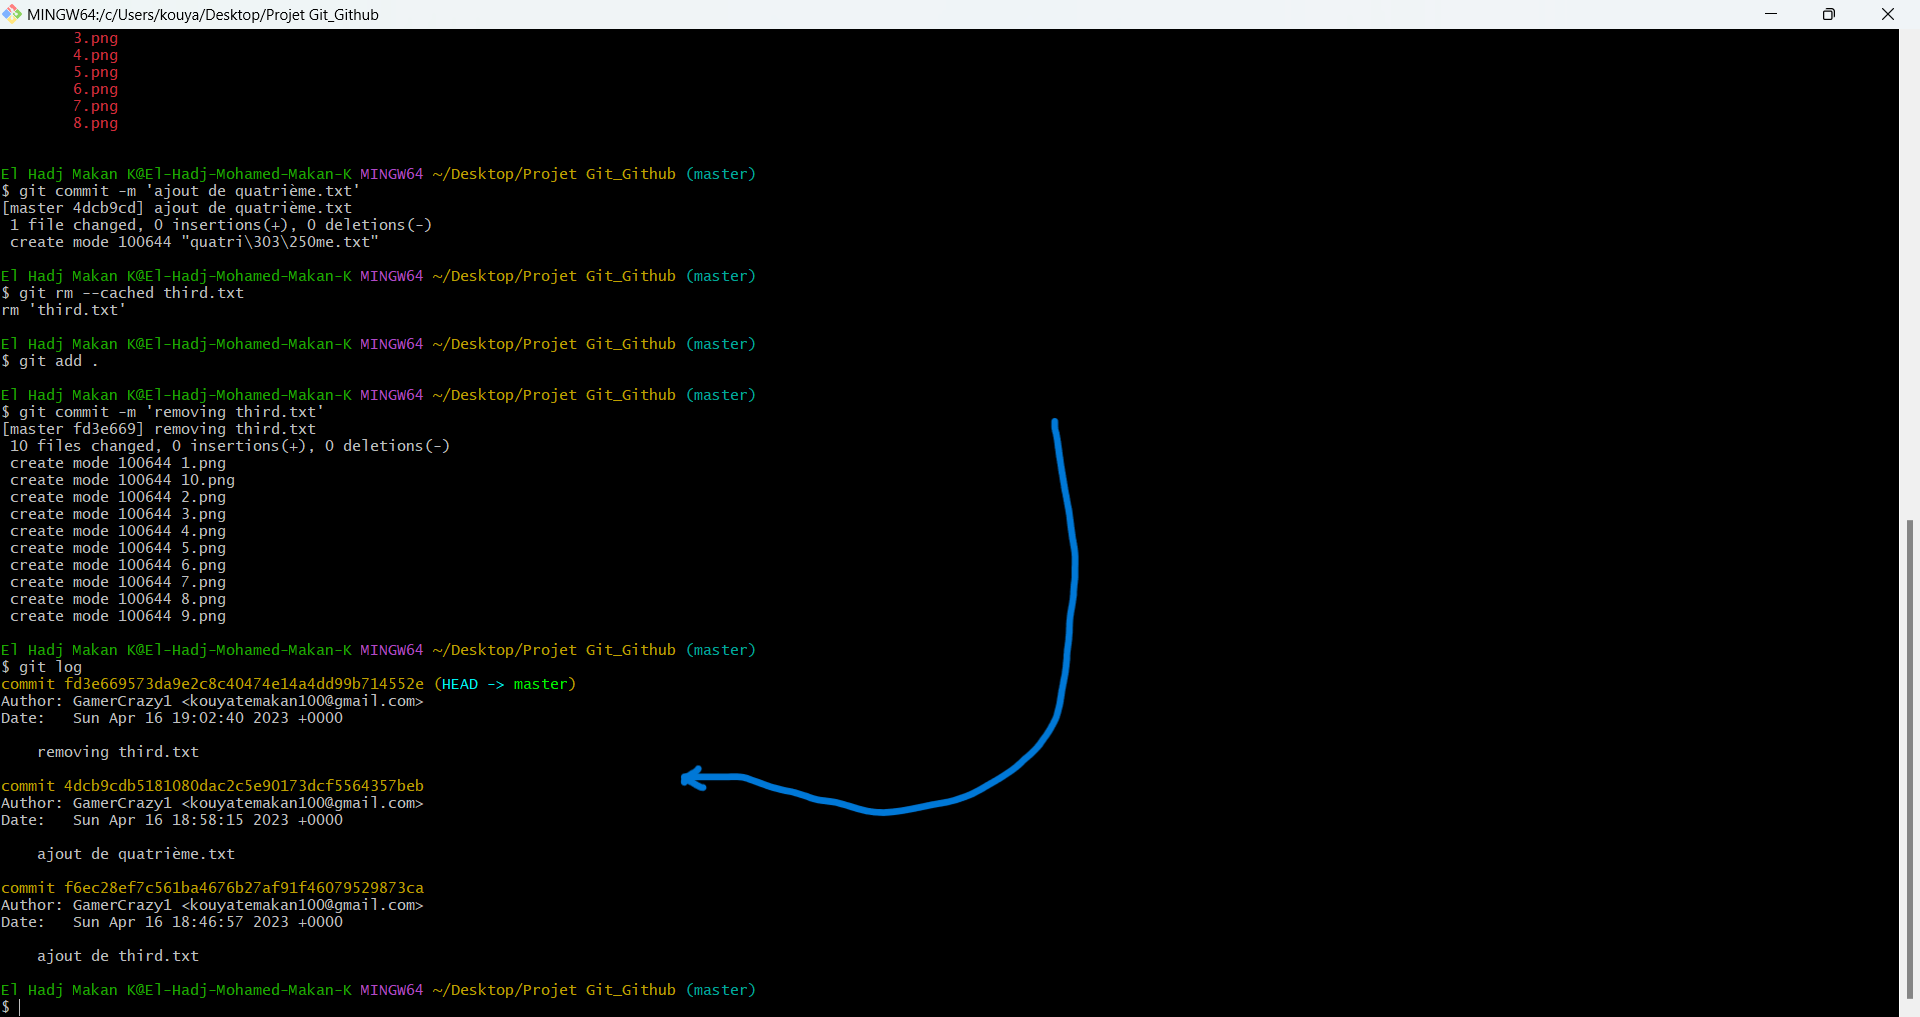 MINGW64:/c/Users/kouya/Desktop/Projet Git_Github
3.png
4.png
5.png
6.png
7.png
8.png
El Hadj Makan K@El-Hadj-Mohamed-Makan-K MINGW64 ~/Desktop/Projet Git_Github (master)
$ git commit -m 'ajout de quatrième.txt'
[master 4dcb9cd] ajout de quatrième.txt
1 file changed, 0 insertions(+), 0 deletions(-)
create mode 100644 "quatri\303\250me.txt"
El Hadj Makan K@El-Hadj-Mohamed-Makan-K MINGW64 ~/Desktop/Projet Git_Github (master)
$ git rm --cached third.txt
rm 'third.txt'
El Hadj Makan K@El-Hadj-Mohamed-Makan-K MINGW64 ~/Desktop/Projet Git_Github (master)
$ git add .
El Hadj Makan K@El-Hadj-Mohamed-Makan-K MINGW64 ~/Desktop/Projet Git_Github (master)
$ git commit -m 'removing third.txt'
[master fd3e669] removing third.txt
10 files changed, 0 insertions(+), 0 deletions(-)
create mode 100644 1.png
create mode 100644 10.png
create mode 100644 2.png
create mode 100644 3.png
create mode 100644 4.png
create mode 100644 5.png
create mode 100644 6.png
create mode 100644 7.png
create mode 100644 8.png
create mode 100644 9.png
El Hadj Makan K@El-Hadj-Mohamed-Makan-K MINGW64 ~/Desktop/Projet Git_Github (master)
$ git log
commit fd3e669573da9e2c8c40474e14a4dd99b714552e (HEAD -> master)
Author: GamerCrazy1 <kouyatemakan100@gmail.com>
Date:   Sun Apr 16 19:02:40 2023 +0000
removing third.txt
commit 4dcb9cdb5181080dac2c5e90173dcf5564357beb
Author: GamerCrazy1 <kouyatemakan100@gmail.com>
Date:   Sun Apr 16 18:58:15 2023 +0000
ajout de quatrième.txt
commit f6ec28ef7c561ba4676b27af91f46079529873ca
Author: GamerCrazy1 <kouyatemakan100@gmail.com>
Date:   Sun Apr 16 18:46:57 2023 +0000
ajout de third.txt
El Hadj Makan K@El-Hadj-Mohamed-Makan-K MINGW64 ~/Desktop/Projet Git_Github (master)
$